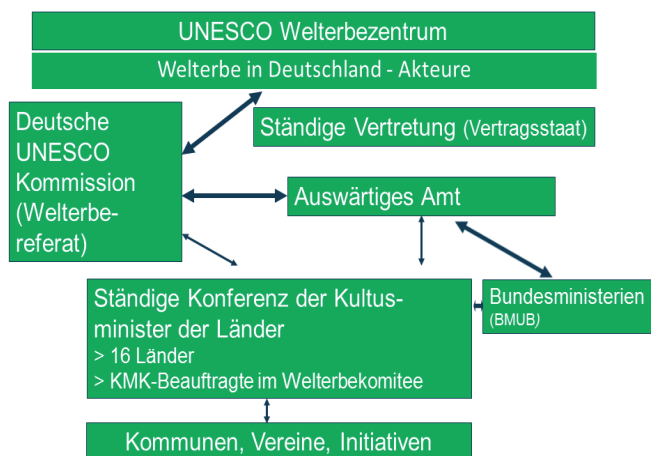 UNESCO Welterbezentrum
Welterbe in Deutschland - Akteure
Deutsche
UNESCO
Kommission
(Welterbe-
referat)
Ständige Vertretung (Vertragsstaat)
Auswärtiges Amt
Ständige Konferenz der Kultus-
minister der Länder
> 16 Länder
> KMK-Beauftragte im Welterbekomitee
Bundesministerien
(BMUB)
Kommunen, Vereine, Initiativen